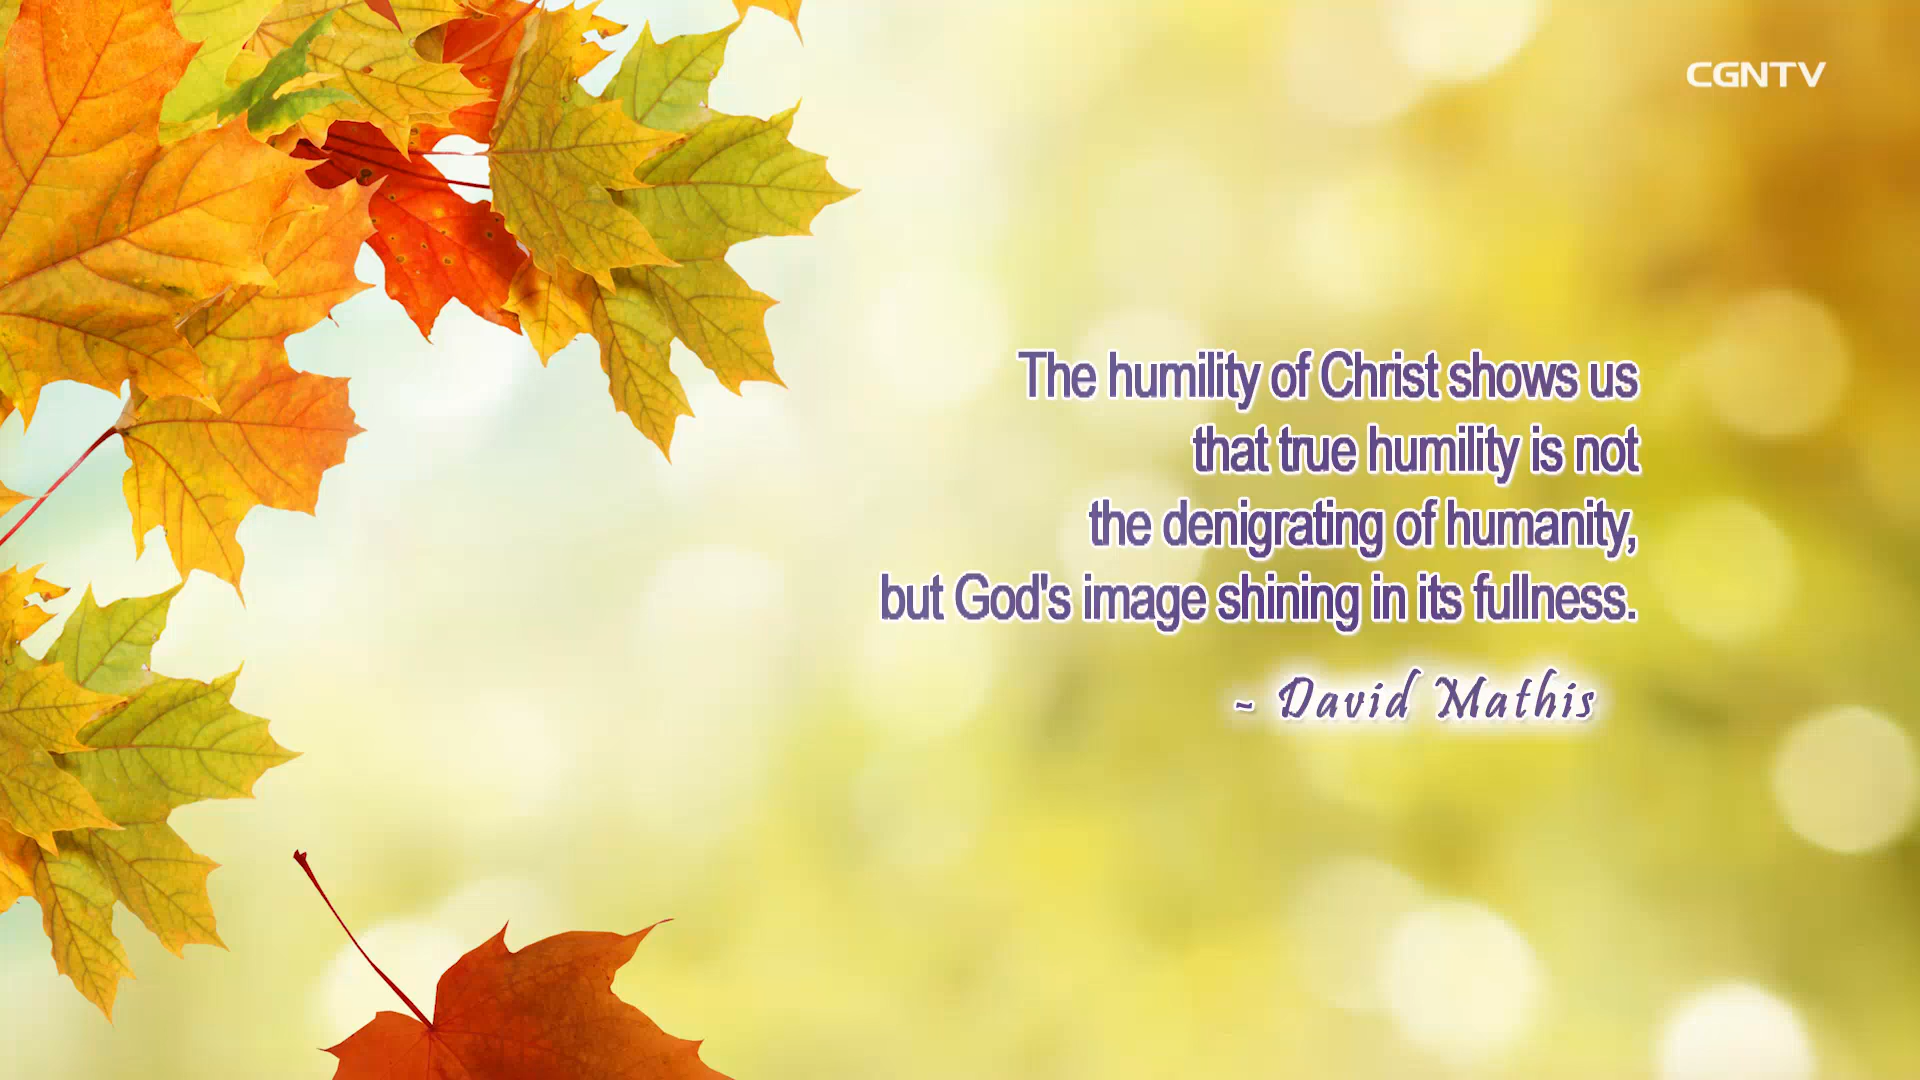 CGNTV
The humility of Christ shows us
that true humility is not
the denigrating of humanity,
but God's image shining in its fullness.
~ David Mathis